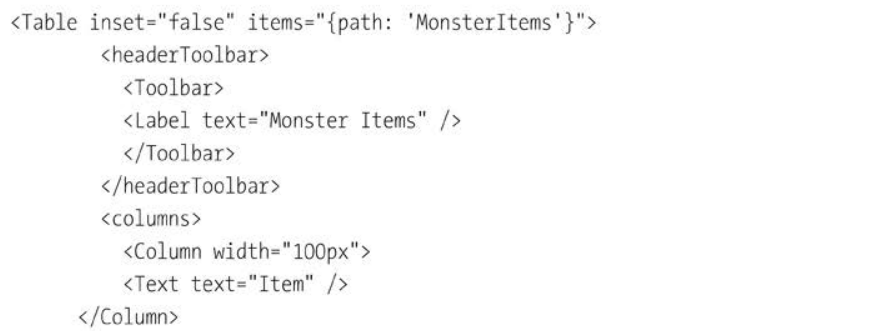 <Table inset="false" items="{path: 'MonsterItems'}">
<headerToolbar>
<Toolbar>
<Label text="Monster Items" />
</Toolbar>
</headerToolbar>
<columns>
<Column width="100px">
<Text text="Item" />
</Column>